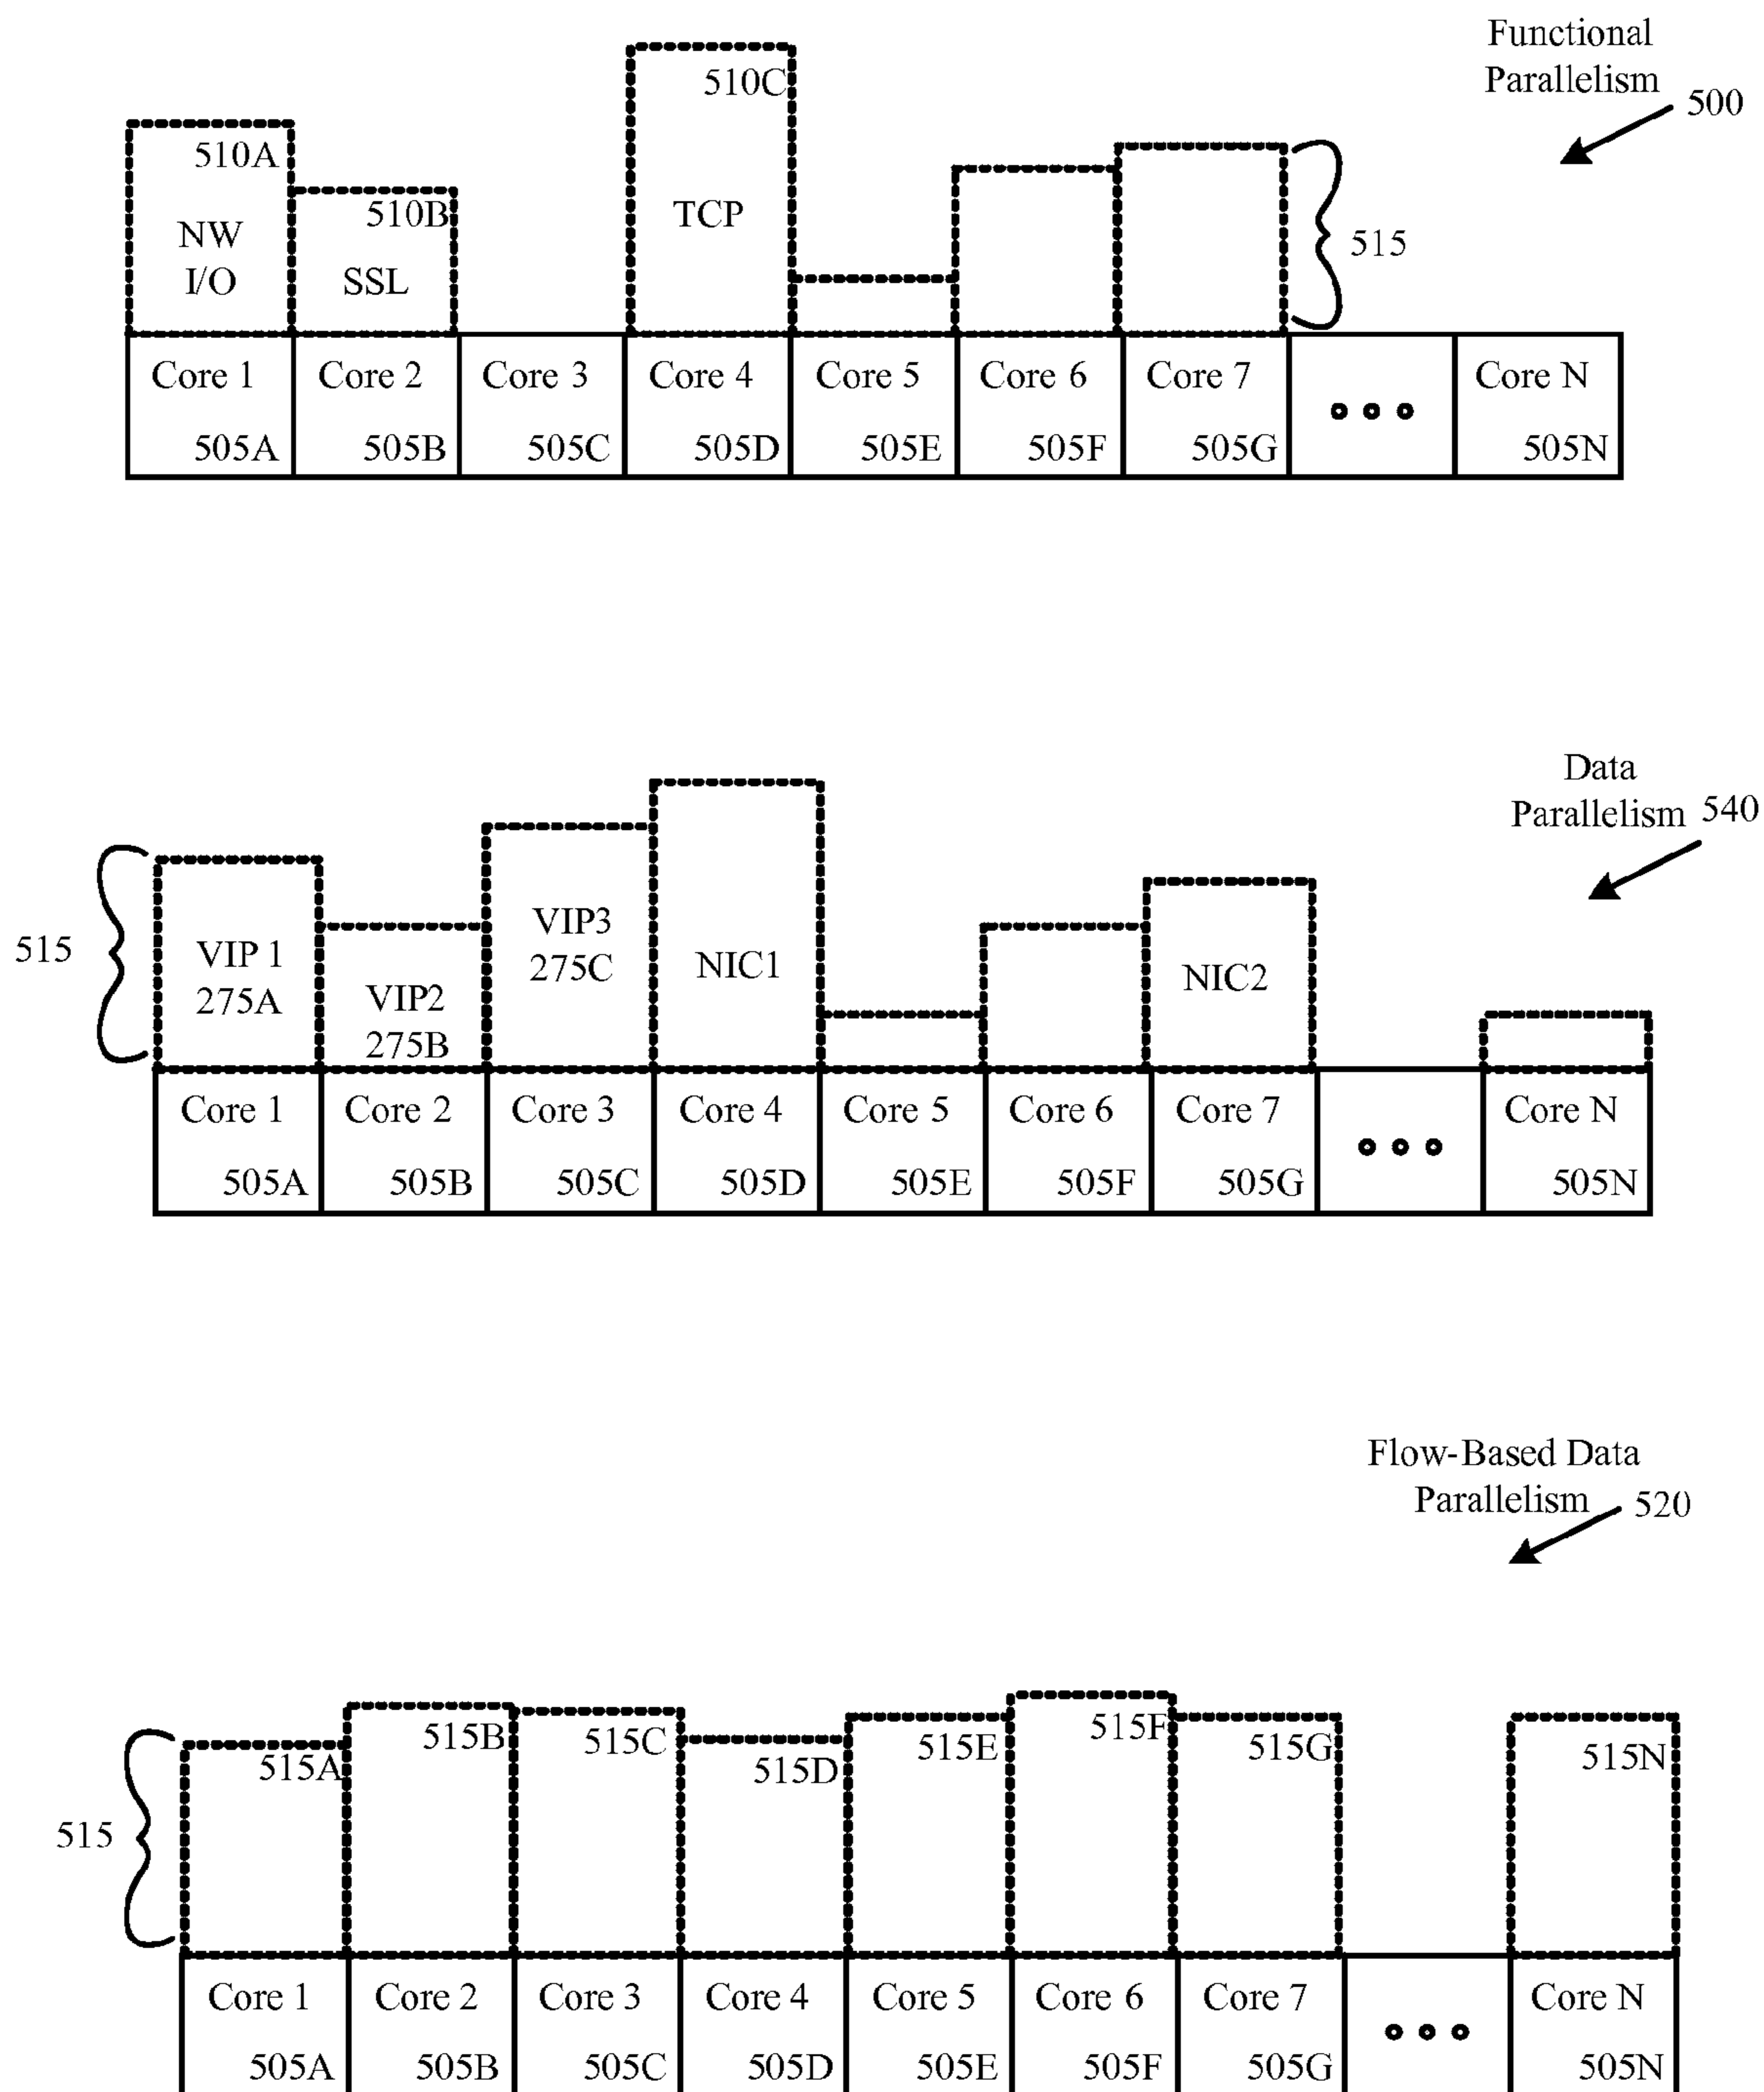 Functional
Parallelism
500
510C
510A
510B
NW
I/O
SSL
TCP
515
Core 1 Core 2 Core 3 Core 4 Core 5 Core 6 Core 7 Core N
505A 505B 505C 505D 505E 505F 505G 505N
Data
Parallelism 540
515
VIP 1
275A
VIP2
275B
VIP3
275C
NIC1
NIC2
Core 1 Core 2 Core 3 Core 4 Core 5 Core 6 Core 7 Core N
505A 505B 505C 505D 505E 505F 505G 505N
Flow-Based Data
Parallelism 520
515A 515B 515C 515D 515E 515F 515G 515N
515
Core 1 Core 2 Core 3 Core 4 Core 5 Core 6 Core 7 Core N
505A 505B 505C 505D 505E 505F 505G 505N